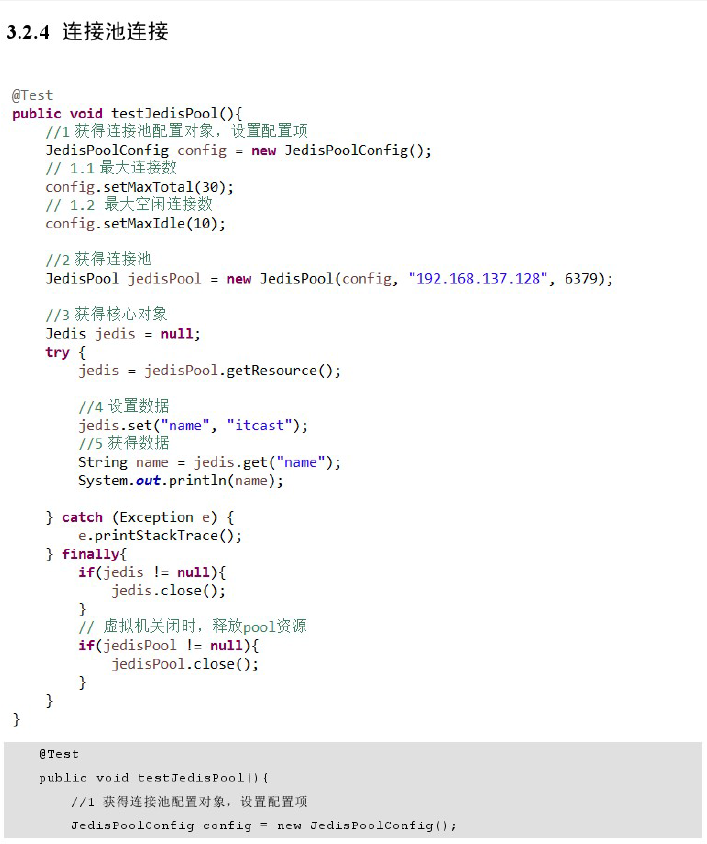 3.2.4 连接池连接
@Test
public void testJedisPool(){
//1 获得连接池配置对象，设置配置项
JedisPoolConfig config = new JedisPoolConfig();
// 1.1 最大连接数
config.setMaxTotal(30);
// 1.2 最大空闲连接数
config.setMaxIdle(10);
//2 获得连接池
JedisPool jedisPool = new JedisPool(config, "192.168.137.128", 6379);
//3 获得核心对象
Jedis jedis = null;
try {
jedis = jedisPool.getResource();
//4 设置数据
jedis.set("name", "itcast");
//5 获得数据
String name = jedis.get("name");
System.out.println(name);
} catch (Exception e) {
e.printStackTrace();
} finally{
if(jedis != null){
jedis.close();
}
// 虚拟机关闭时，释放pool资源
if(jedisPool != null){
jedisPool.close();
}
}
}
@Test
public void testJedisPool(){
//1 获得连接池配置对象，设置配置项
JedisPoolConfig config = new JedisPoolConfig();